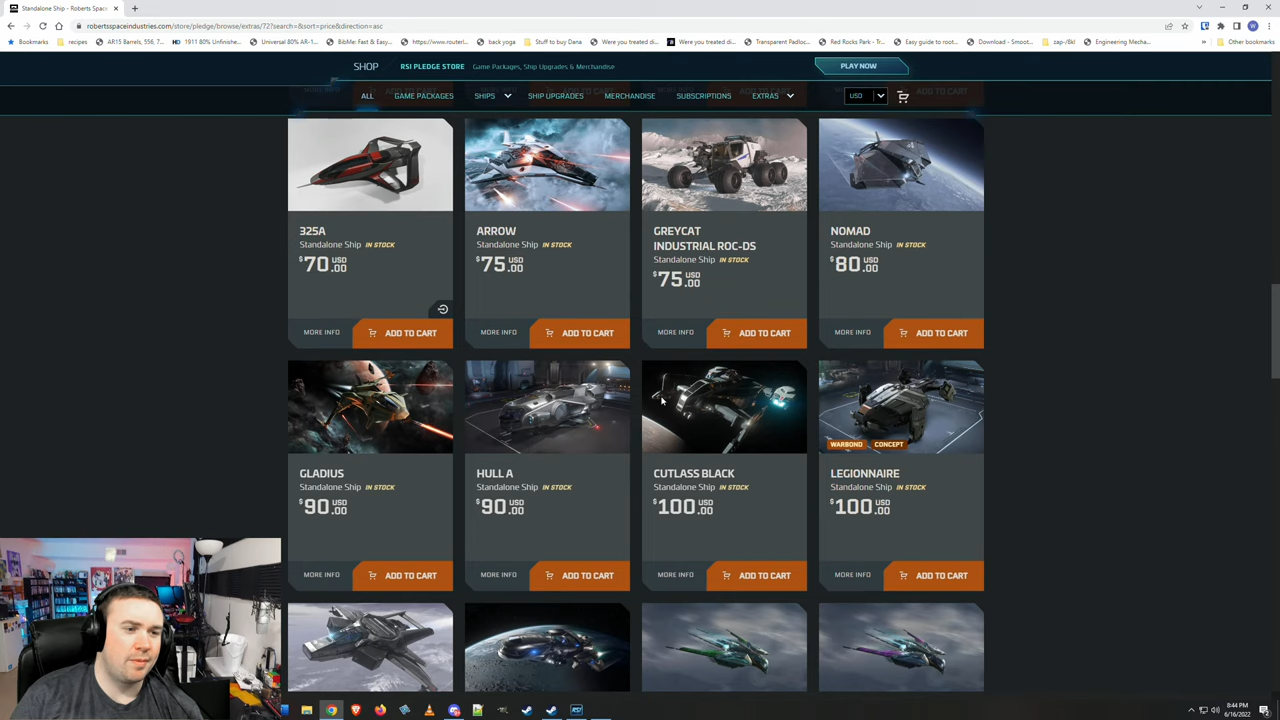 Standalone Ship - Roberts Spac
robertsspaceindustries.com/store/pledge/browse/extras/72?search=&sort=price&direction=asc
Bookmarks
recipes
AR15 Barrels, 556, 7...
1911 80% Unfinishe...
Universal 80% AR-1...
BibMe: Fast & Easy...
https://www.routerl...
back yoga
Stuff to buy Dana
Were you treated di...
Were you treated di...
Transparent Padloc...
Red Rocks Park - Tr...
Easy guide to root...
Download - Smoot...
zap-/8kl
Engineering Mecha...
Other bookmarks
SHOP
RSI PLEDGE STORE
Game Packages, Ship Upgrades & Merchandise
PLAY NOW
ALL
GAME PACKAGES
SHIPS
SHIP UPGRADES
MERCHANDISE
SUBSCRIPTIONS
EXTRAS
USD
325A
Standalone Ship IN STOCK
$70 USD .00
MORE INFO
ADD TO CART
ARROW
Standalone Ship IN STOCK
$75 USD .00
MORE INFO
ADD TO CART
GREYCAT
INDUSTRIAL ROC-DS
Standalone Ship IN STOCK
$75 USD .00
MORE INFO
ADD TO CART
NOMAD
Standalone Ship IN STOCK
$80 USD .00
MORE INFO
ADD TO CART
GLADIUS
Standalone Ship IN STOCK
$90 USD .00
MORE INFO
ADD TO CART
HULL A
Standalone Ship IN STOCK
$90 USD .00
MORE INFO
ADD TO CART
CUTLASS BLACK
Standalone Ship IN STOCK
$100 USD .00
MORE INFO
ADD TO CART
WARBOND
CONCEPT
LEGIONNAIRE
Standalone Ship IN STOCK
$100 USD .00
MORE INFO
ADD TO CART
8:44 PM
6/16/2022